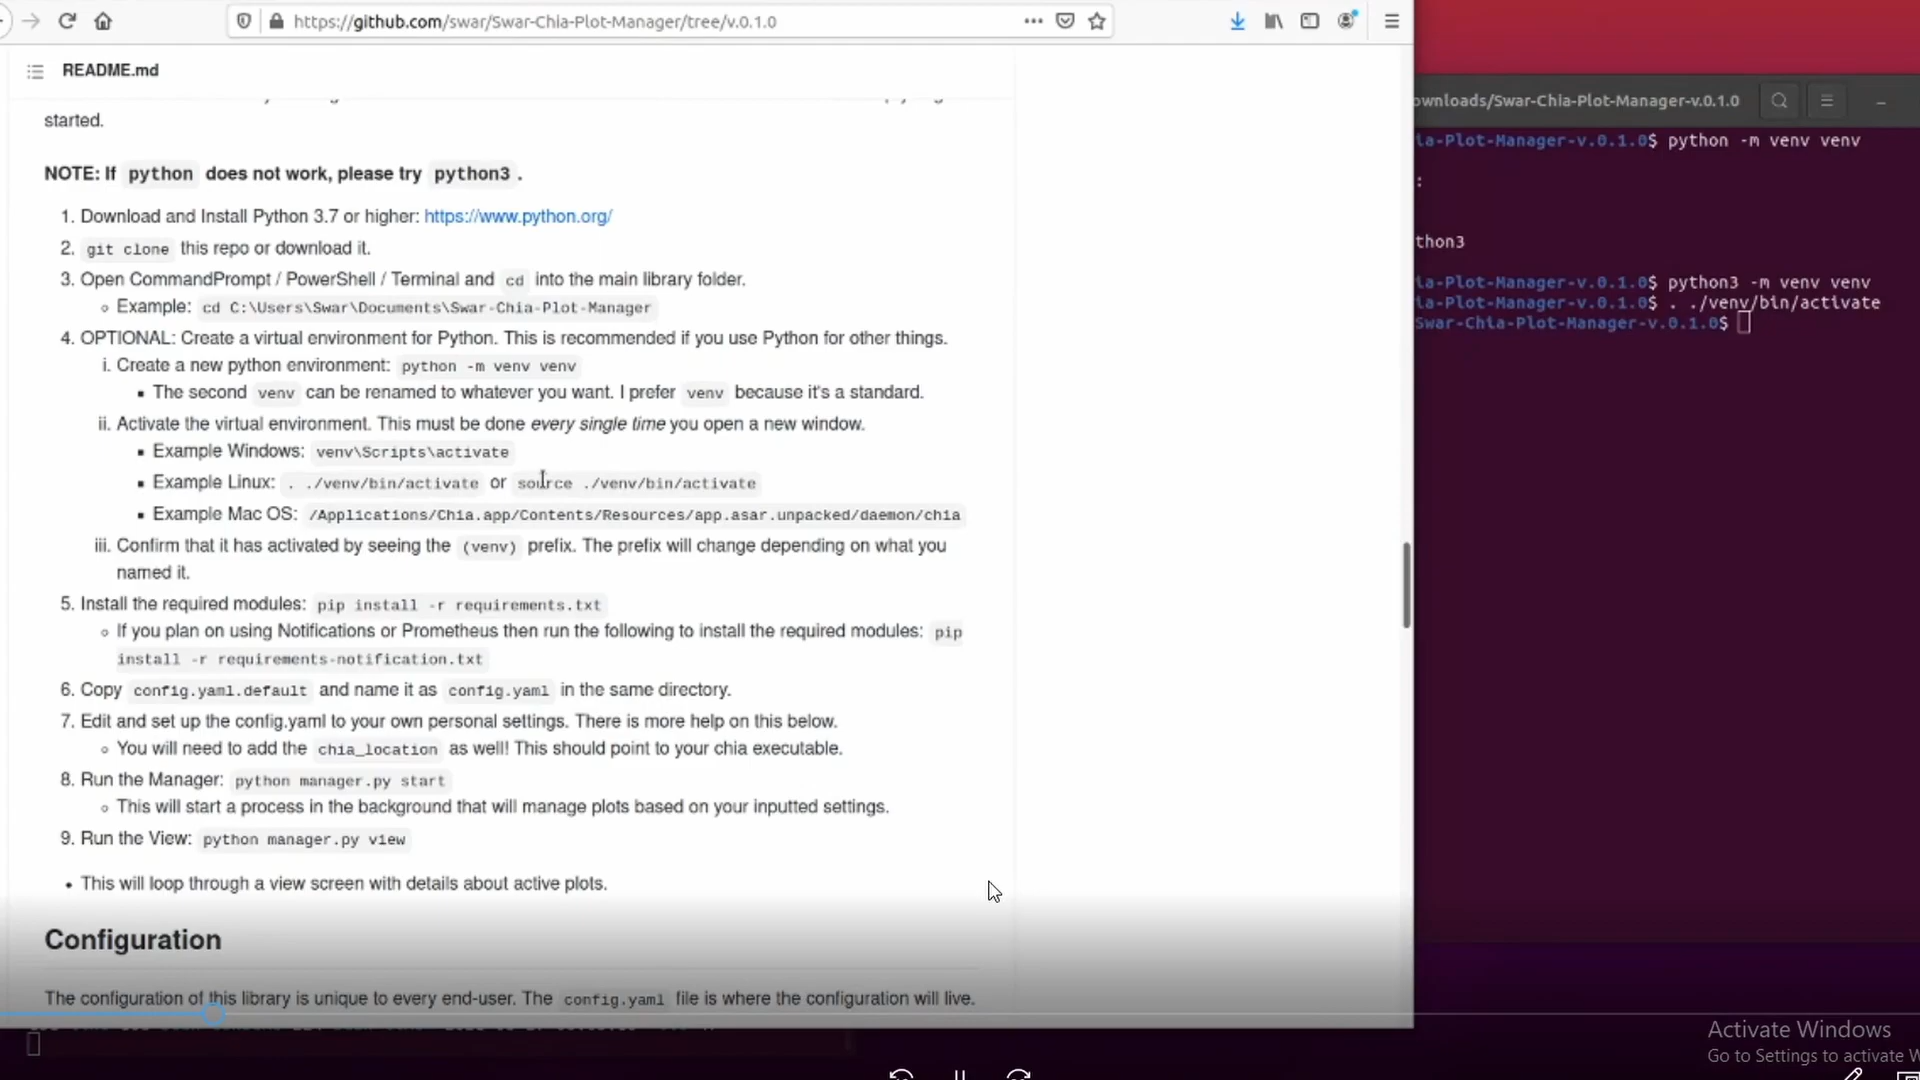 https://github.com/swar/Swar-Chia-Plot-Manager/tree/v.0.1.0
README.md
started.
NOTE: If python does not work, please try python3 .
1. Download and Install Python 3.7 or higher: https://www.python.org/
2. git clone this repo or download it.
3. Open CommandPrompt / PowerShell / Terminal and cd into the main library folder.
Example: cd C:\Users\Swar\Documents\Swar-Chia-Plot-Manager
4. OPTIONAL: Create a virtual environment for Python. This is recommended if you use Python for other things.
i. Create a new python environment: python -m venv venv
The second venv can be renamed to whatever you want. I prefer venv because it's a standard.
ii. Activate the virtual environment. This must be done every single time you open a new window.
Example Windows: venv\Scripts\activate
Example Linux: . ./venv/bin/activate or source ./venv/bin/activate
Example Mac OS: /Applications/Chia.app/Contents/Resources/app.asar.unpacked/daemon/chia
iii. Confirm that it has activated by seeing the (venv) prefix. The prefix will change depending on what you
named it.
5. Install the required modules: pip install -r requirements.txt
If you plan on using Notifications or Prometheus then run the following to install the required modules: pip
install -r requirements-notification.txt
6. Copy config.yaml.default and name it as config.yaml in the same directory.
7. Edit and set up the config.yaml to your own personal settings. There is more help on this below.
You will need to add the chia_location as well! This should point to your chia executable.
8. Run the Manager: python manager.py start
This will start a process in the background that will manage plots based on your inputted settings.
9. Run the View: python manager.py view
This will loop through a view screen with details about active plots.
Configuration
The configuration of this library is unique to every end-user. The config.yaml file is where the configuration will live.
ownloads/Swar-Chia-Plot-Manager-v.0.1.0
ia-Plot-Manager-v.0.1.0$ python -m venv venv
:
thon3
ia-Plot-Manager-v.0.1.0$ python3 -m venv venv
ia-Plot-Manager-v.0.1.0$ . ./venv/bin/activate
Swar-Chia-Plot-Manager-v.0.1.0$
Activate Windows
Go to Settings to activate W